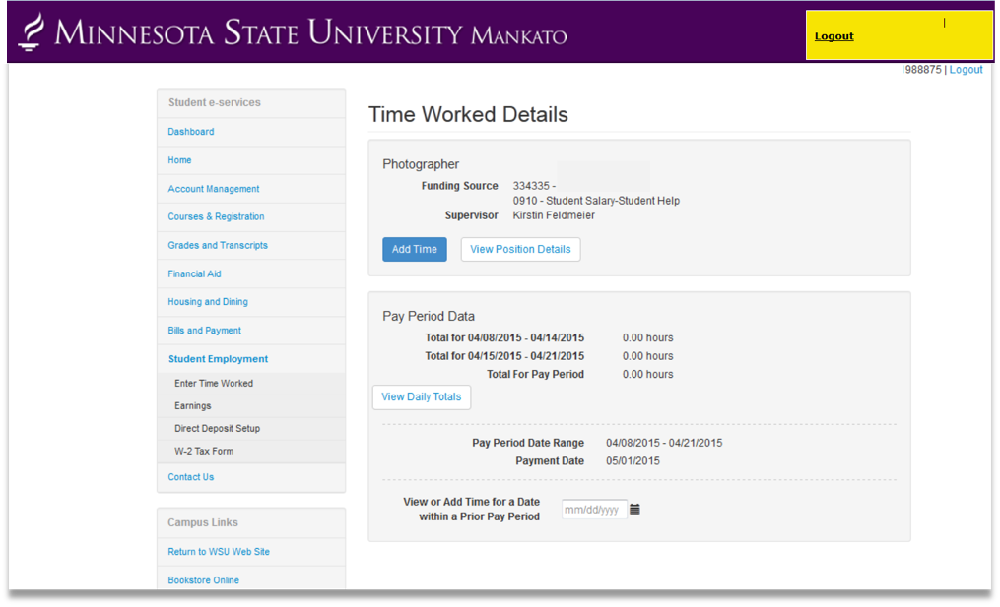 MINNESOTA STATE UNIVERSITY MANKATO
Logout
988875 | Logout
Student e-services
Dashboard
Home
Account Management
Courses & Registration
Grades and Transcripts
Financial Aid
Housing and Dining
Bills and Payment
Student Employment
Enter Time Worked
Earnings
Direct Deposit Setup
W-2 Tax Form
Contact Us
Campus Links
Return to WSU Web Site
Bookstore Online
Time Worked Details
Photographer
Funding Source 334335 -
0910 - Student Salary-Student Help
Supervisor Kirstin Feldmeier
Add Time View Position Details
Pay Period Data
Total for 04/08/2015 - 04/14/2015 0.00 hours
Total for 04/15/2015 - 04/21/2015 0.00 hours
Total For Pay Period 0.00 hours
View Daily Totals
Pay Period Date Range 04/08/2015 - 04/21/2015
Payment Date 05/01/2015
View or Add Time for a Date
within a Prior Pay Period mm/dd/yyyy